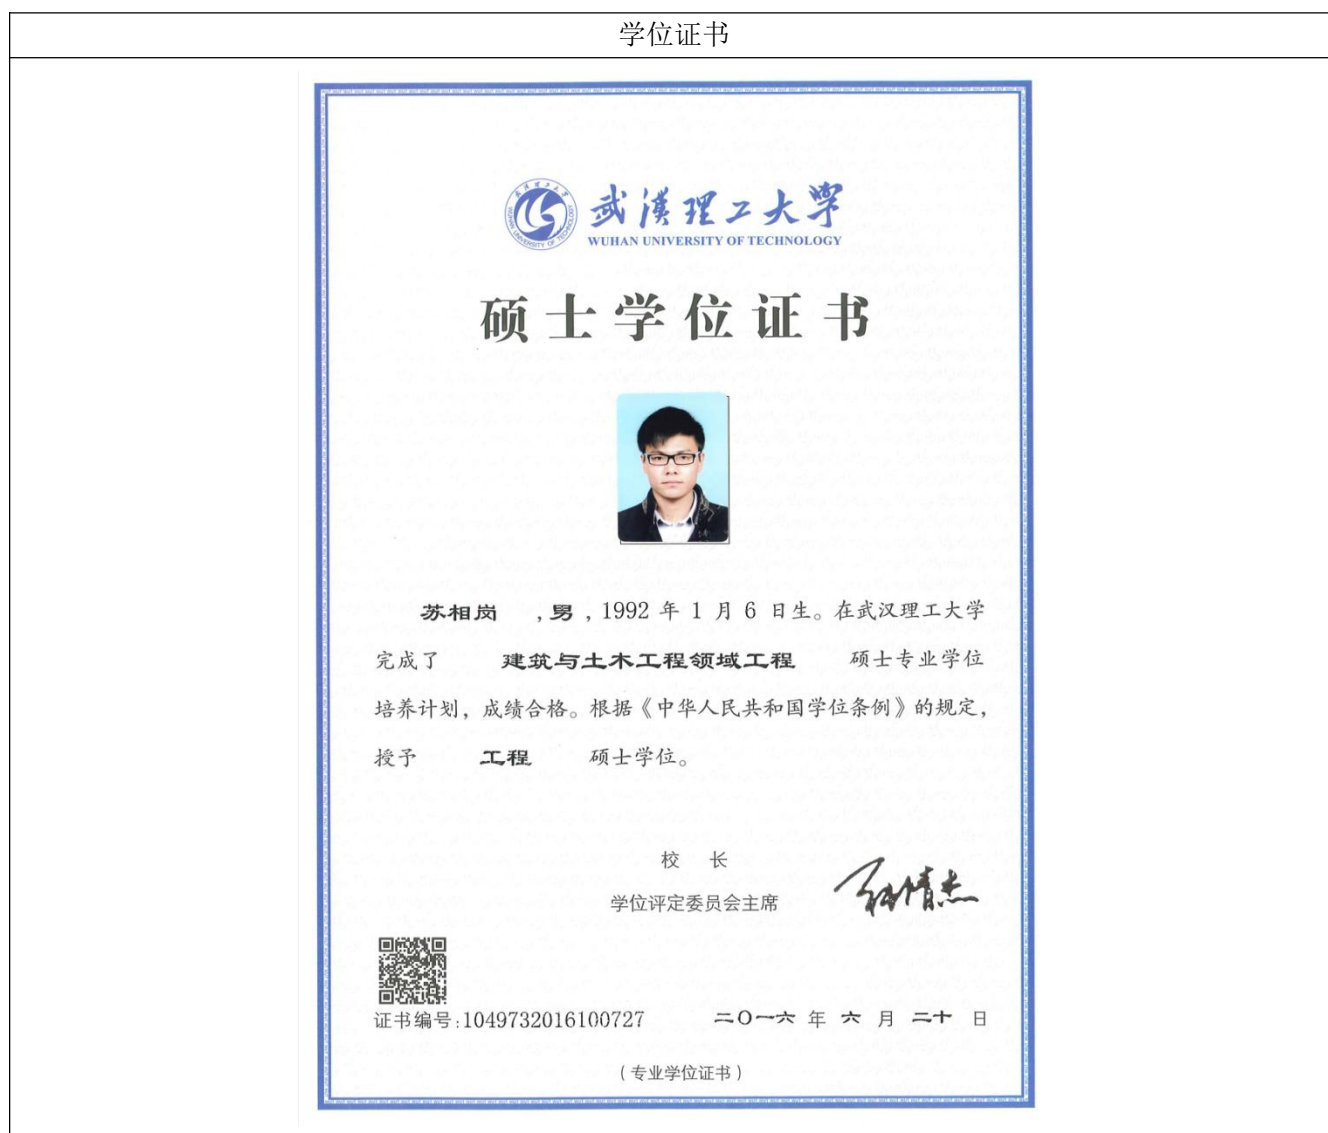 学位证书
武漢理工大学
WUHAN UNIVERSITY OF TECHNOLOGY
硕士学位证书
苏相岗 ,男,1992 年 1 月 6 日生。在武汉理工大学
完成了 建筑与土木工程领域工程 硕士专业学位
培养计划，成绩合格。根据《中华人民共和国学位条例》的规定，
授予 工程 硕士学位。
校 长
学位评定委员会主席
证书编号:1049732016100727 二〇一六 年 六 月 二十 日
(专业学位证书)